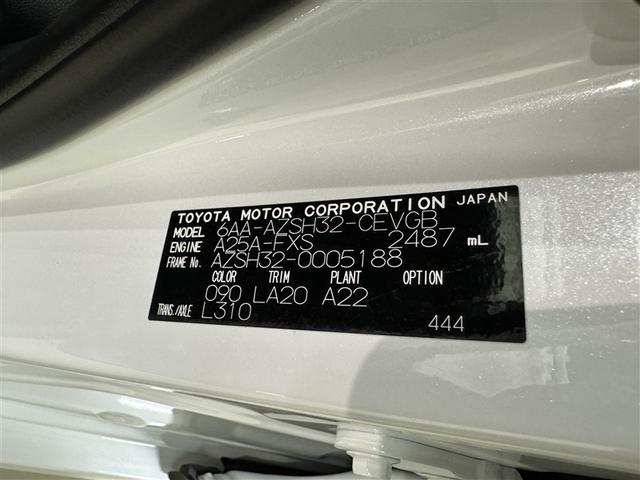 TOYOTA MOTOR CORPORATION JAPAN
MODEL 6AA-AZSH32-CEVGB
ENGINE A25A-FXS 2487 mL
FRAME No. AZSH32-0005188
COLOR TRIM PLANT OPTION
090 LA20 A22
TRANS./AXLE L310
444